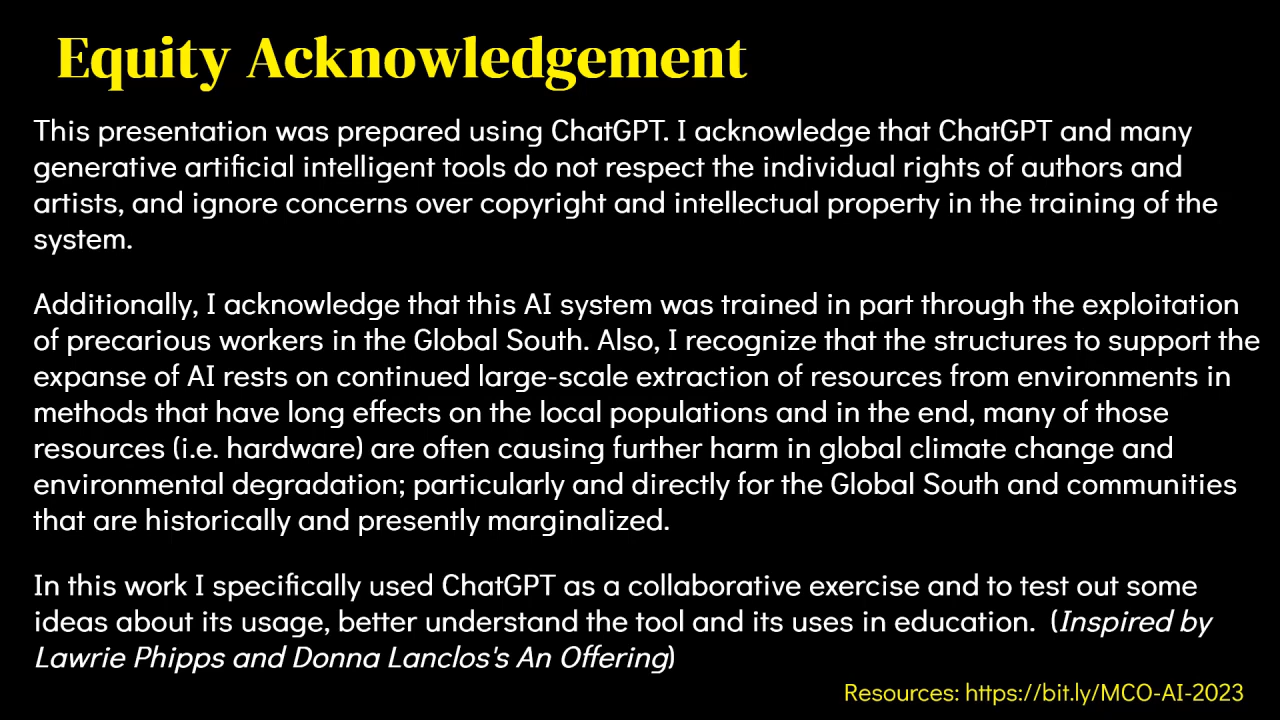 Equity Acknowledgement
This presentation was prepared using ChatGPT. I acknowledge that ChatGPT and many
generative artificial intelligent tools do not respect the individual rights of authors and
artists, and ignore concerns over copyright and intellectual property in the training of the
system.
Additionally, I acknowledge that this AI system was trained in part through the exploitation
of precarious workers in the Global South. Also, I recognize that the structures to support the
expanse of AI rests on continued large-scale extraction of resources from environments in
methods that have long effects on the local populations and in the end, many of those
resources (i.e. hardware) are often causing further harm in global climate change and
environmental degradation; particularly and directly for the Global South and communities
that are historically and presently marginalized.
In this work I specifically used ChatGPT as a collaborative exercise and to test out some
ideas about its usage, better understand the tool and its uses in education.  (Inspired by
Lawrie Phipps and Donna Lanclos's An Offering)
Resources: https://bit.ly/MCO-AI-2023